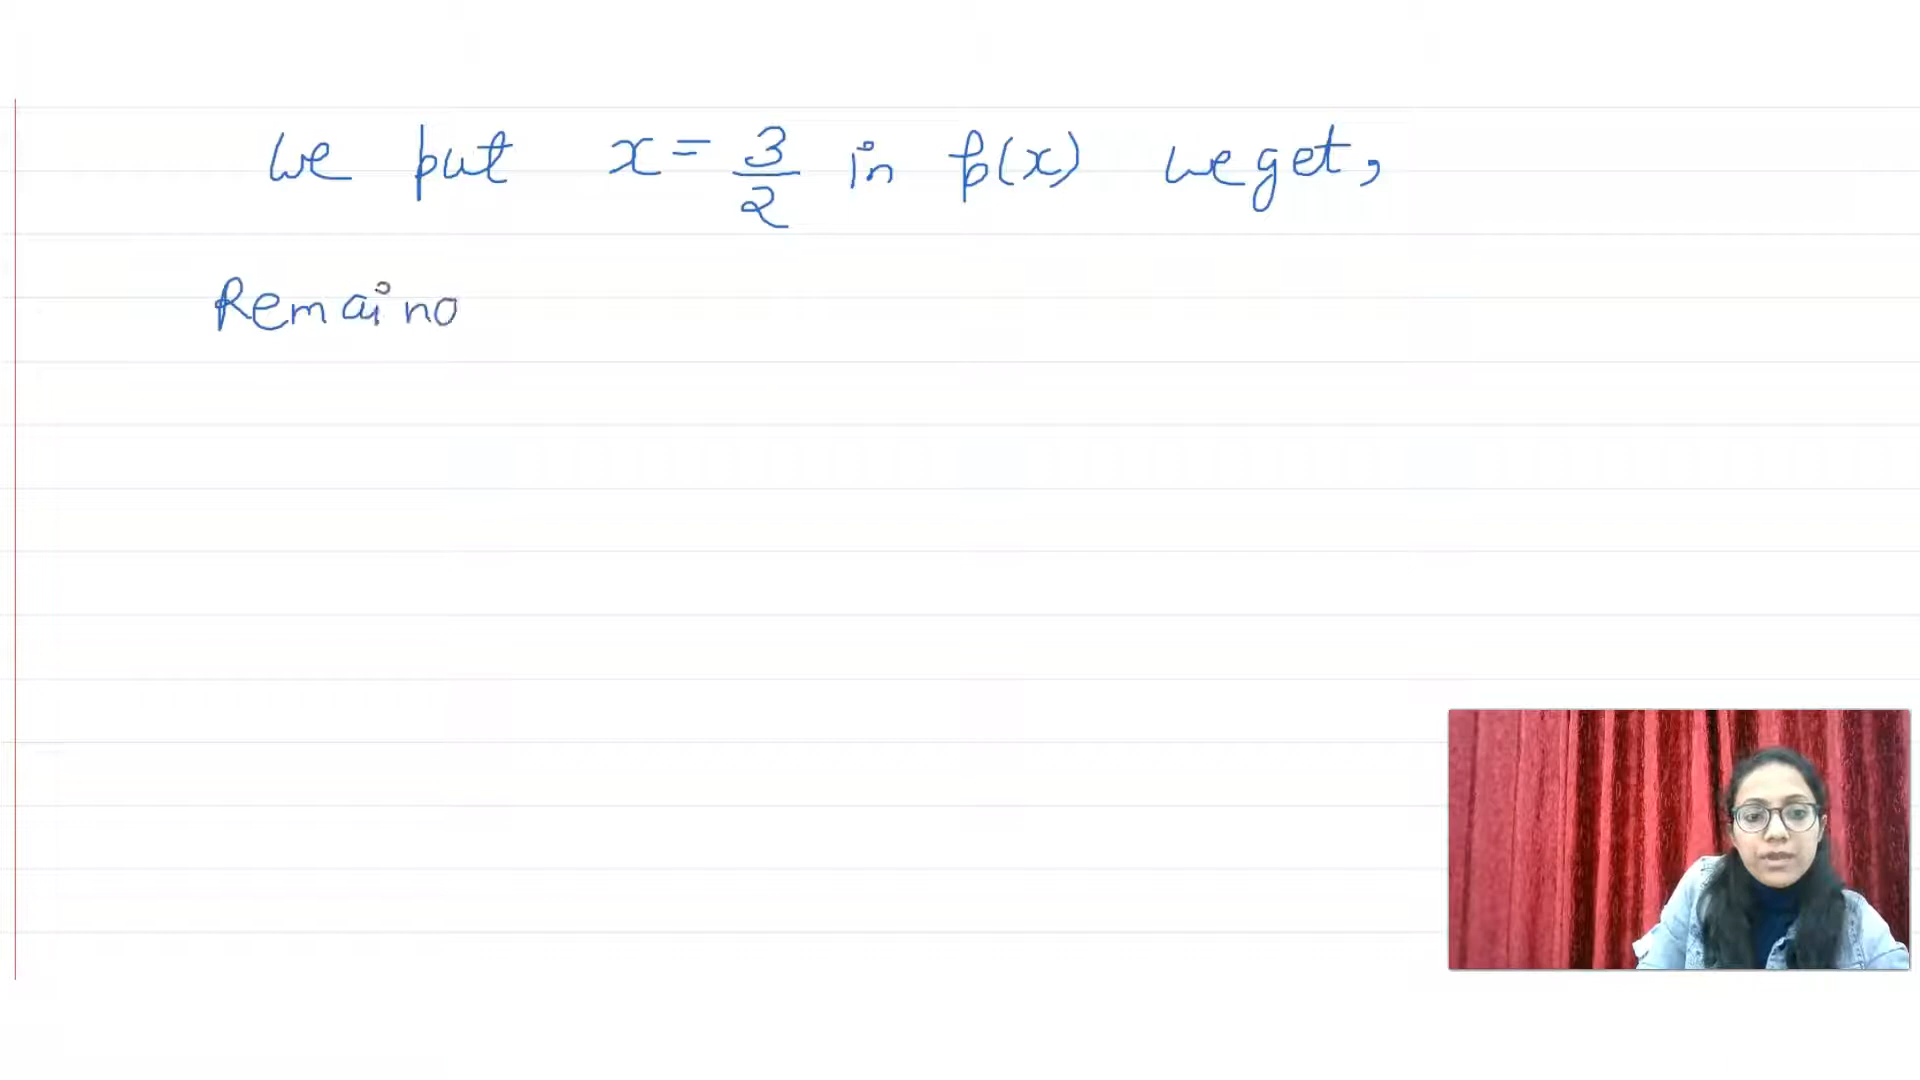 we put x = 3/2 in p(x) we get,
Remaino